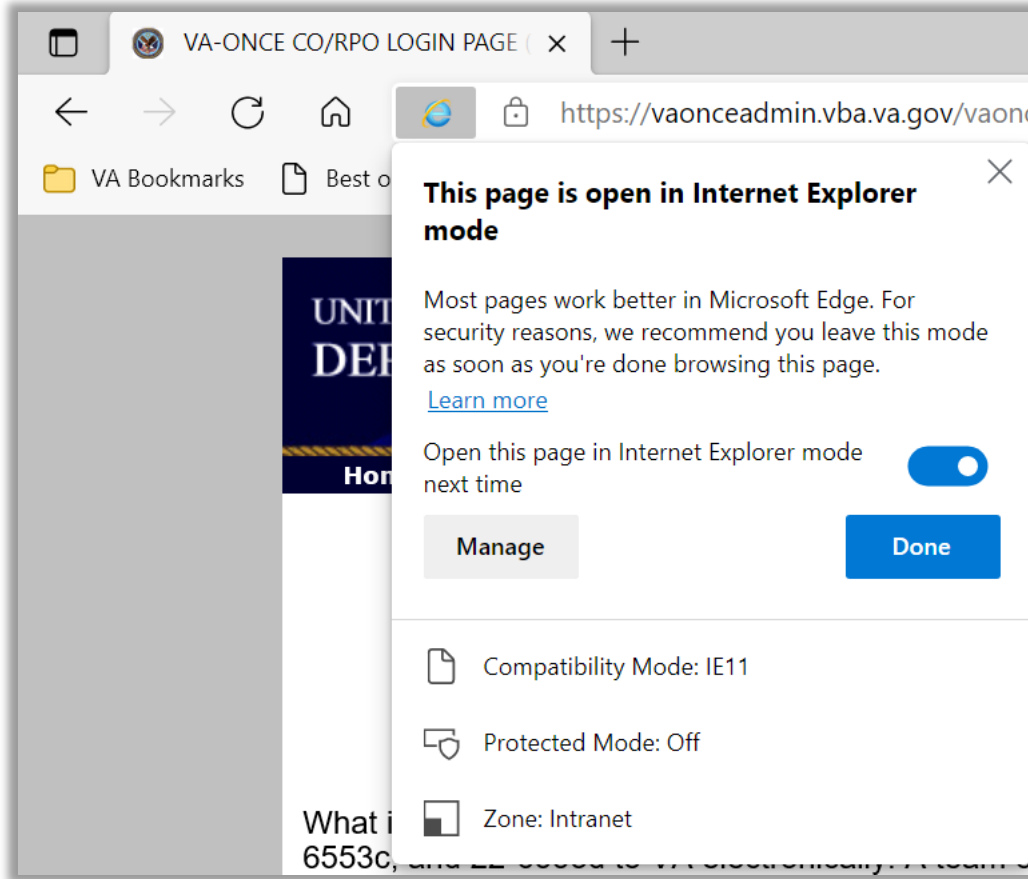 VA-ONCE CO/RPO LOGIN PAGE (
https://vaonceadmin.vba.va.gov/vaonc
VA Bookmarks
Best o
This page is open in Internet Explorer
mode
Most pages work better in Microsoft Edge. For
security reasons, we recommend you leave this mode
as soon as you're done browsing this page.
Learn more
Open this page in Internet Explorer mode
next time
Manage
Done
Compatibility Mode: IE11
Protected Mode: Off
Zone: Intranet
UNIT
DEP
Hon
What i
6553c,